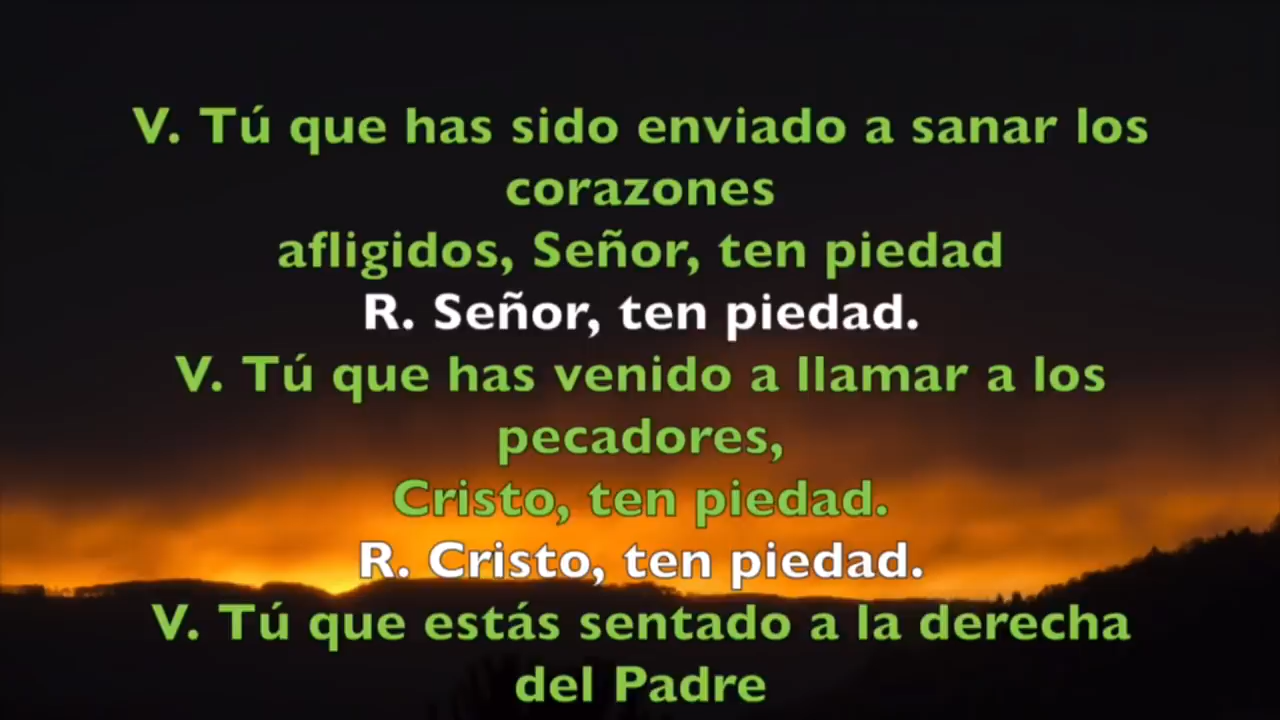 V. Tú que has sido enviado a sanar los
corazones
afligidos, Señor, ten piedad
R. Señor, ten piedad.
V. Tú que has venido a llamar a los
pecadores,
Cristo, ten piedad.
R. Cristo, ten piedad.
V. Tú que estás sentado a la derecha
del Padre